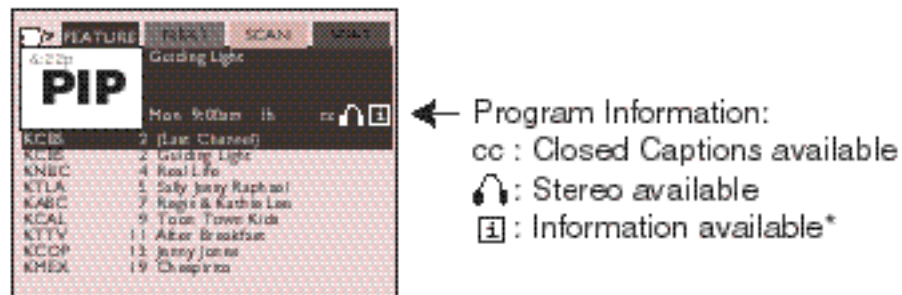 FEATURE SCAN
6:22p
Guiding Light
PIP
Mon 9:00am 1h cc i
KCBS 2 (Last Channel)
KCBS 2 Guiding Light
KNBC 4 Real Life
KTLA 5 Sally Jessy Raphael
KABC 7 Regis & Kathie Lee
KCAL 9 Toon Town Kids
KTTV 11 After Breakfast
KCOP 13 Jenny Jones
KMEX 19 Chespirito
Program Information:
cc : Closed Captions available
: Stereo available
i : Information available*